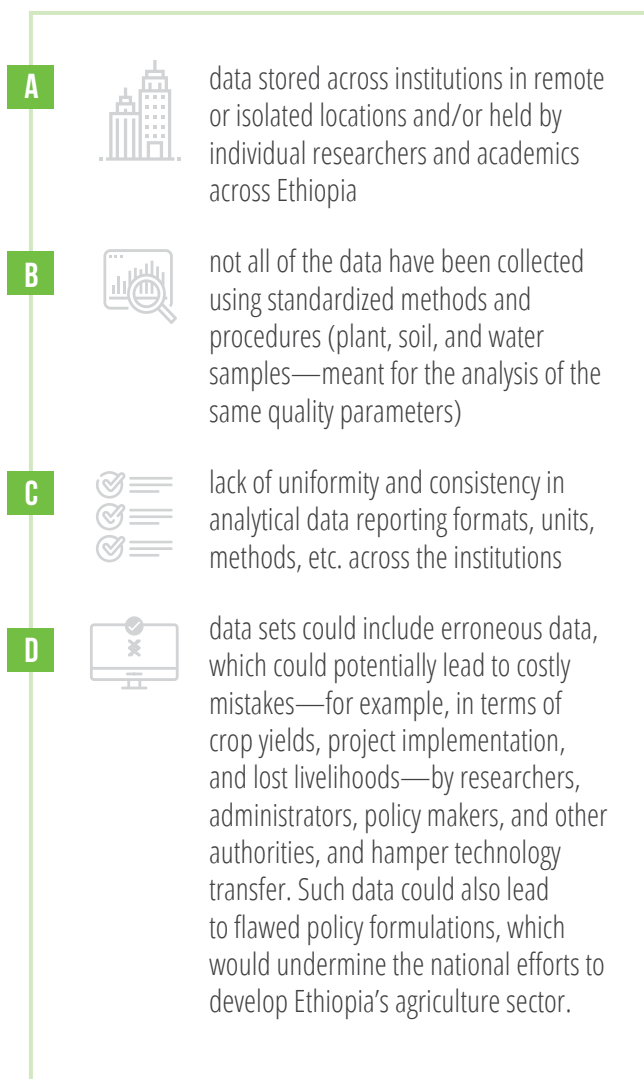 A
data stored across institutions in remote
or isolated locations and/or held by
individual researchers and academics
across Ethiopia
B
not all of the data have been collected
using standardized methods and
procedures (plant, soil, and water
samples—meant for the analysis of the
same quality parameters)
C
lack of uniformity and consistency in
analytical data reporting formats, units,
methods, etc. across the institutions
D
data sets could include erroneous data,
which could potentially lead to costly
mistakes—for example, in terms of
crop yields, project implementation,
and lost livelihoods—by researchers,
administrators, policy makers, and other
authorities, and hamper technology
transfer. Such data could also lead
to flawed policy formulations, which
would undermine the national efforts to
develop Ethiopia’s agriculture sector.